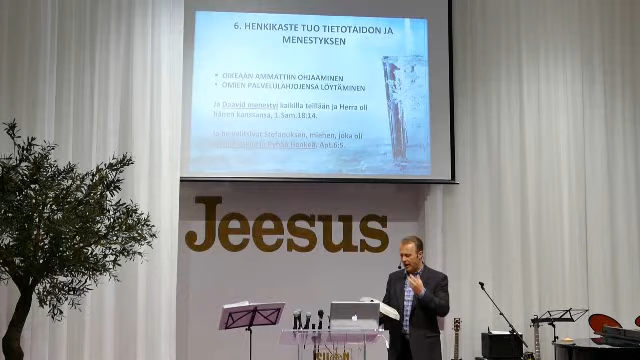 6. HENKIKASTE TUO TIETOTAIDON JA
MENESTYKSEN
• OIKEAAN AMMATTIIN OHJAAMINEN
• OMIEN PALVELULAHJOJENSA LÖYTÄMINEN
Ja Daavid menestyi kaikilla teillään ja Herra oli
hänen kanssansa, 1.Sam.18:14.
Ja he valitsivat Stefanuksen, miehen, joka oli
Pyhää Henkeä. Apt.6:5.
Jeesus